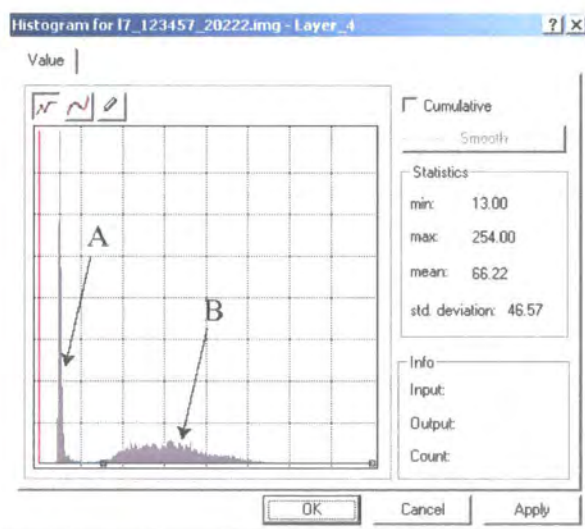 Histogram for l7_123457_20222.img - Layer_4
Value
Cumulative
Smooth
Statistics
min: 13.00
max: 254.00
mean: 66.22
std. deviation: 46.57
A
B
Info
Input:
Output:
Count:
OK Cancel Apply